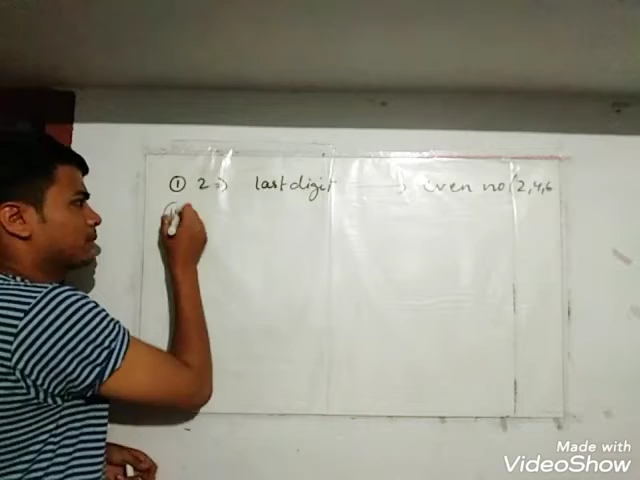 ① 2 => last digit → even no (2,4,6
Made with
VideoShow